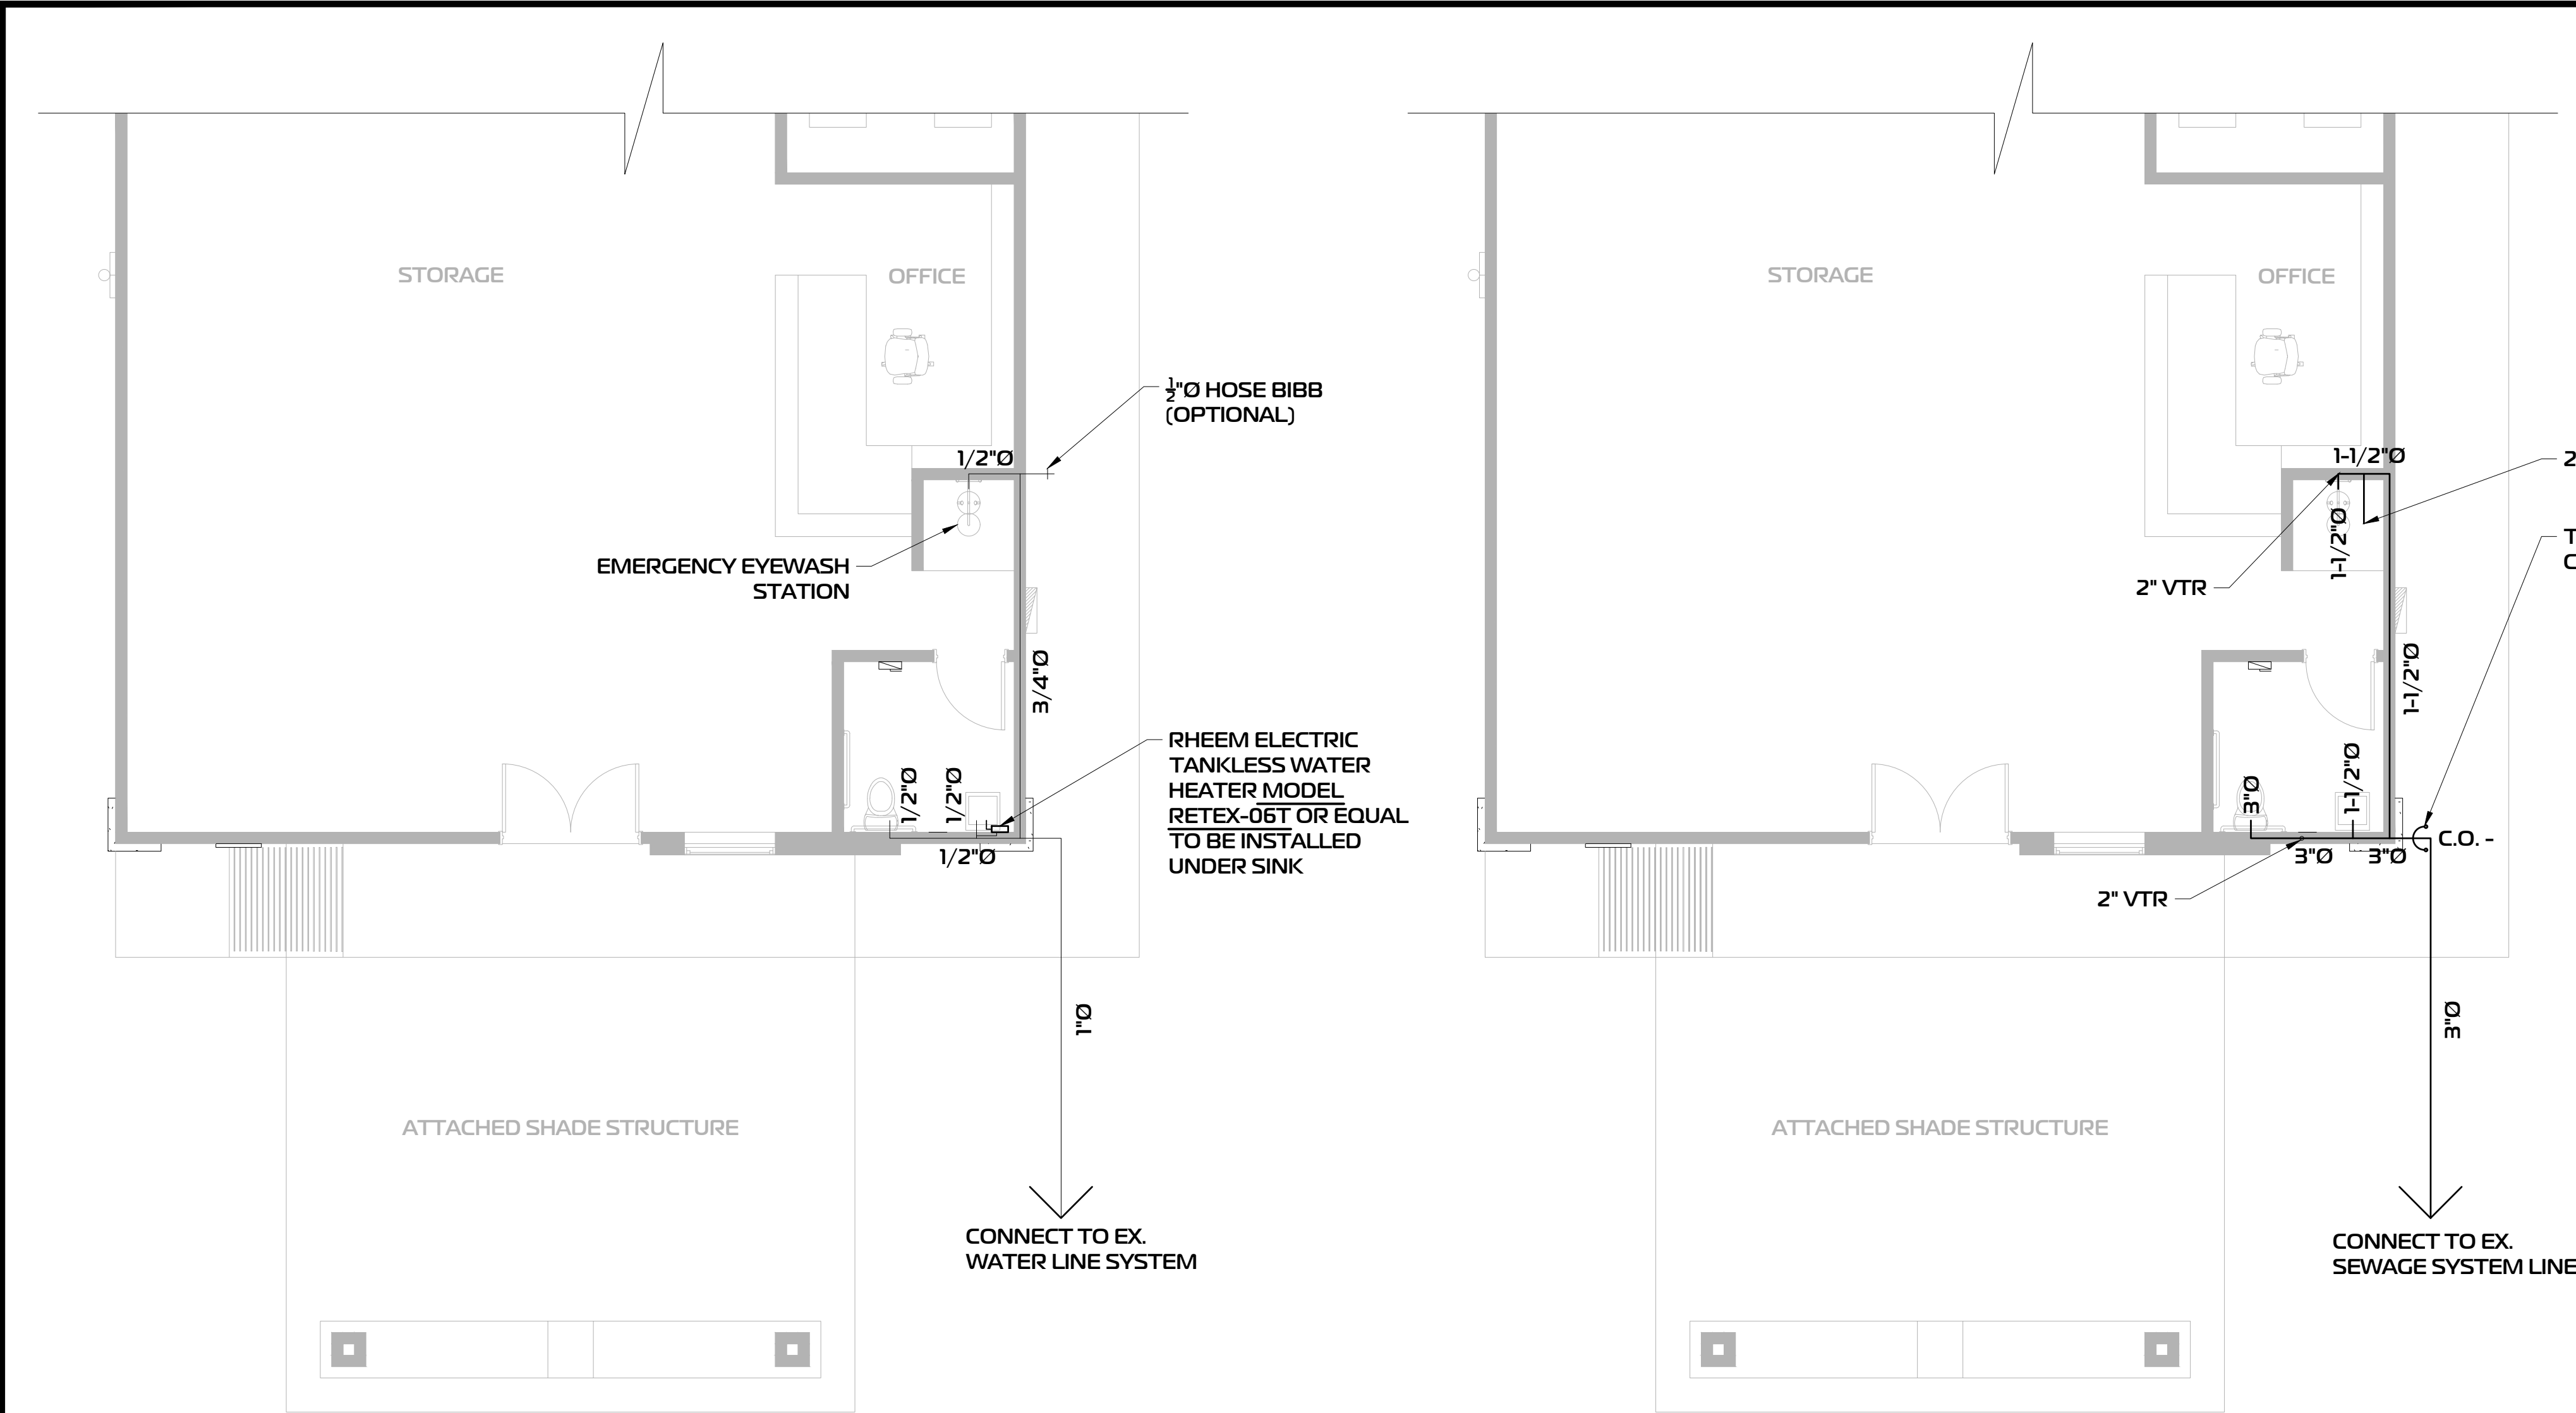 STORAGE
OFFICE
1/2"Ø HOSE BIBB
(OPTIONAL)
1/2"Ø
EMERGENCY EYEWASH
STATION
3/4"Ø
RHEEM ELECTRIC
TANKLESS WATER
HEATER MODEL
RETEX-06T OR EQUAL
TO BE INSTALLED
UNDER SINK
1/2"Ø
1/2"Ø
1/2"Ø
1"Ø
ATTACHED SHADE STRUCTURE
CONNECT TO EX.
WATER LINE SYSTEM
STORAGE
OFFICE
1-1/2"Ø
2
1-1/2"Ø
T
C
2" VTR
1-1/2"Ø
3"Ø
1-1/2"Ø
C.O. -
3"Ø
3"Ø
2" VTR
3"Ø
ATTACHED SHADE STRUCTURE
CONNECT TO EX.
SEWAGE SYSTEM LINE